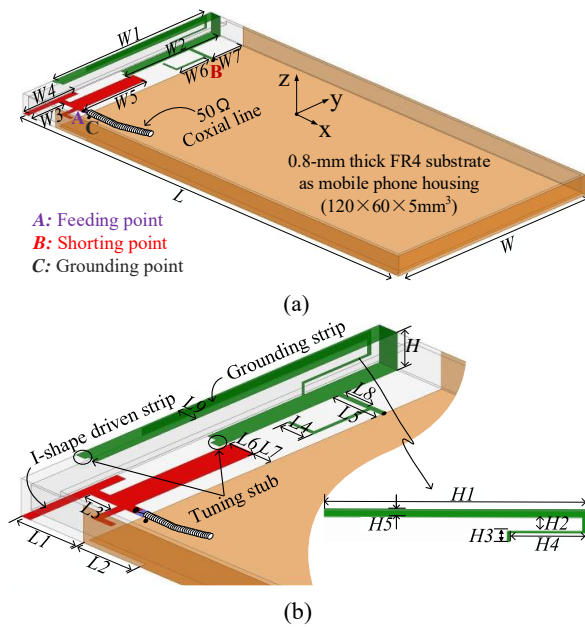 W1
W2
W7
W6
B
W4
W5
W3
A
C
50 Ω
Coxial line
z
y
x
0.8-mm thick FR4 substrate
as mobile phone housing
(120×60×5mm³)
L
W
A: Feeding point
B: Shorting point
C: Grounding point
(a)
H
Grounding strip
L9
L8
L5
L4
I-shape driven strip
L6
L7
Tuning stub
L3
L1
L2
H1
H5
H2
H3
H4
(b)